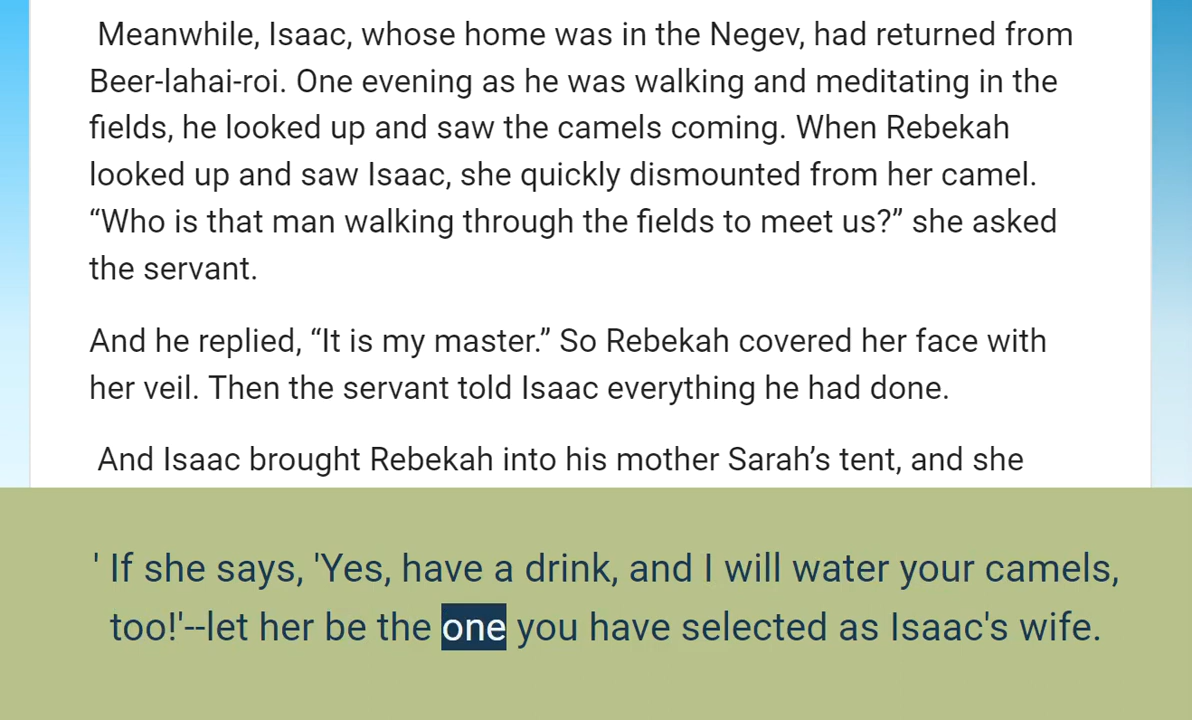 Meanwhile, Isaac, whose home was in the Negev, had returned from
Beer-lahai-roi. One evening as he was walking and meditating in the
fields, he looked up and saw the camels coming. When Rebekah
looked up and saw Isaac, she quickly dismounted from her camel.
“Who is that man walking through the fields to meet us?” she asked
the servant.
And he replied, “It is my master.” So Rebekah covered her face with
her veil. Then the servant told Isaac everything he had done.
And Isaac brought Rebekah into his mother Sarah’s tent, and she
' If she says, 'Yes, have a drink, and I will water your camels,
too!'--let her be the one you have selected as Isaac's wife.